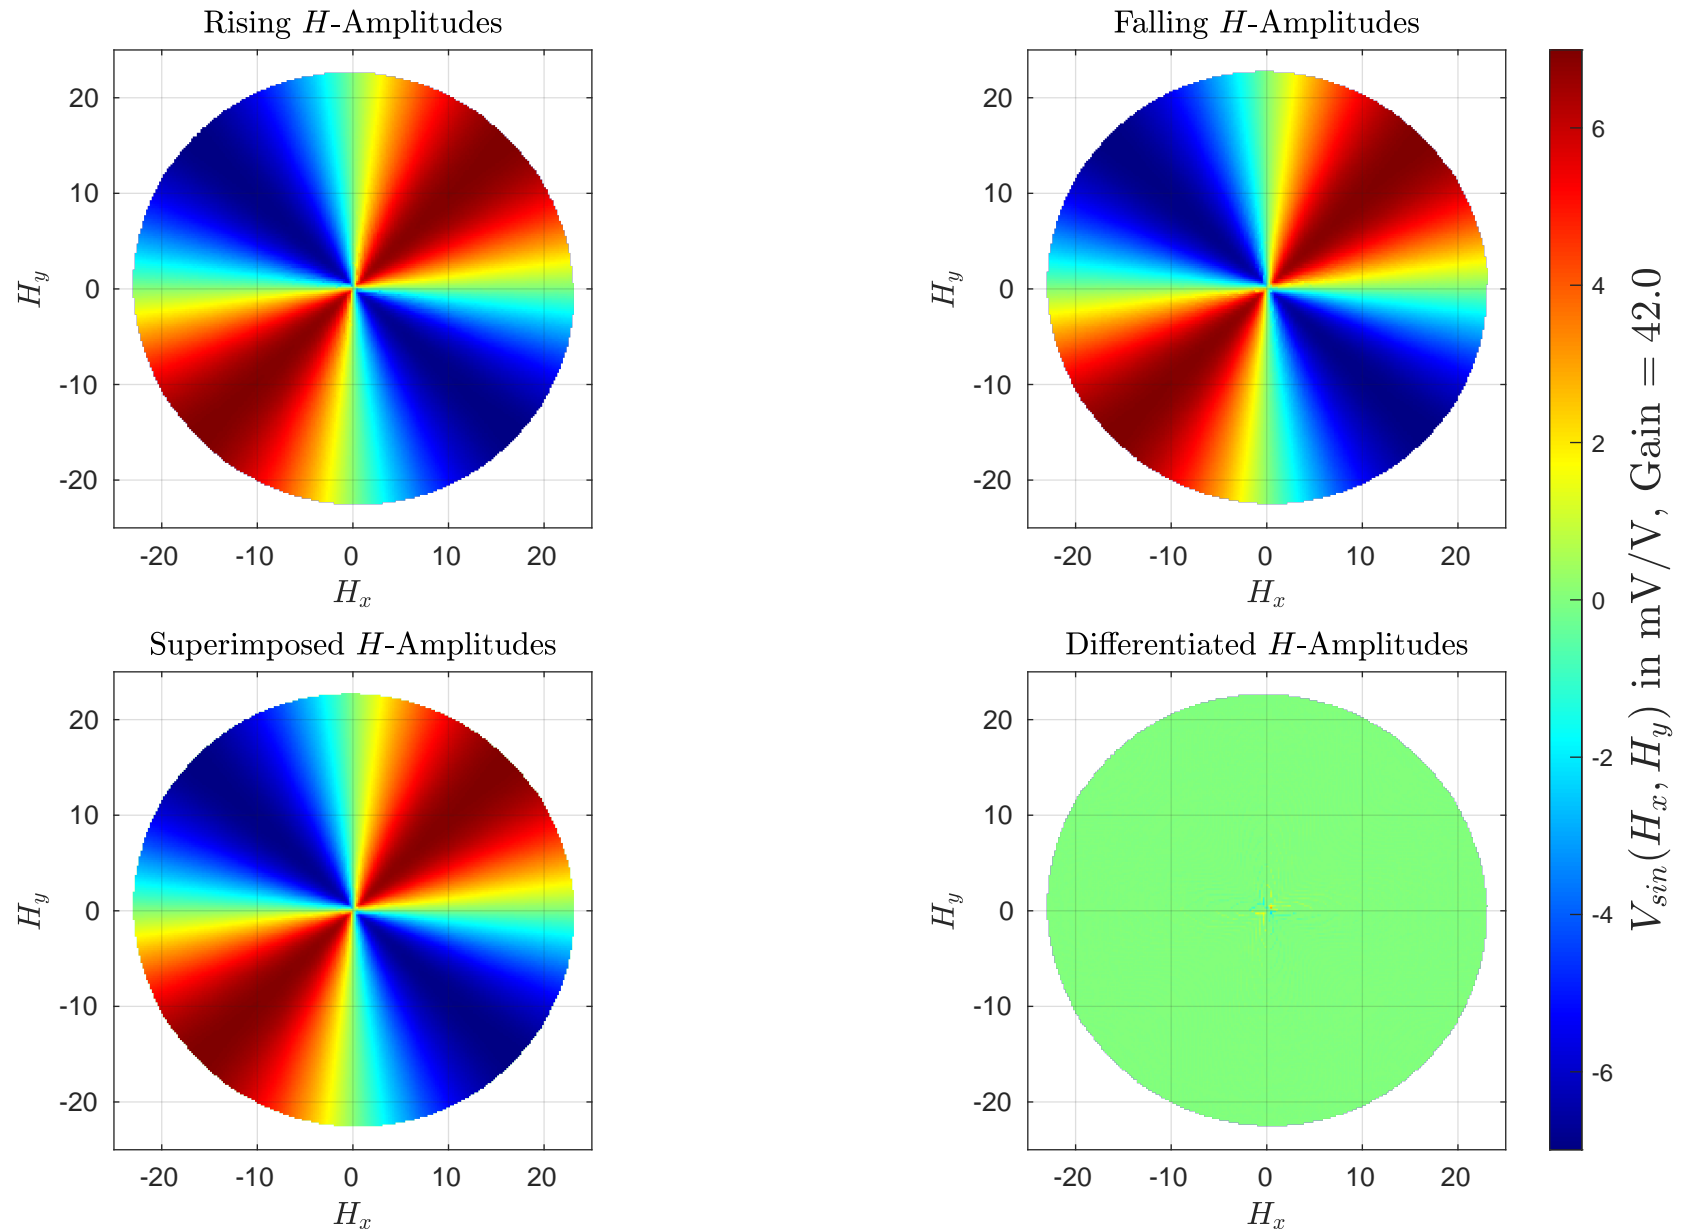 Rising H-Amplitudes
20
10
0
-10
-20
H_y
-20 -10 0 10 20
H_x
Falling H-Amplitudes
20
10
0
-10
-20
H_y
-20 -10 0 10 20
H_x
Superimposed H-Amplitudes
20
10
0
-10
-20
H_y
-20 -10 0 10 20
H_x
Differentiated H-Amplitudes
20
10
0
-10
-20
H_y
-20 -10 0 10 20
H_x
6
4
2
0
-2
-4
-6
V_{sin}(H_x, H_y) in mV/V, Gain = 42.0